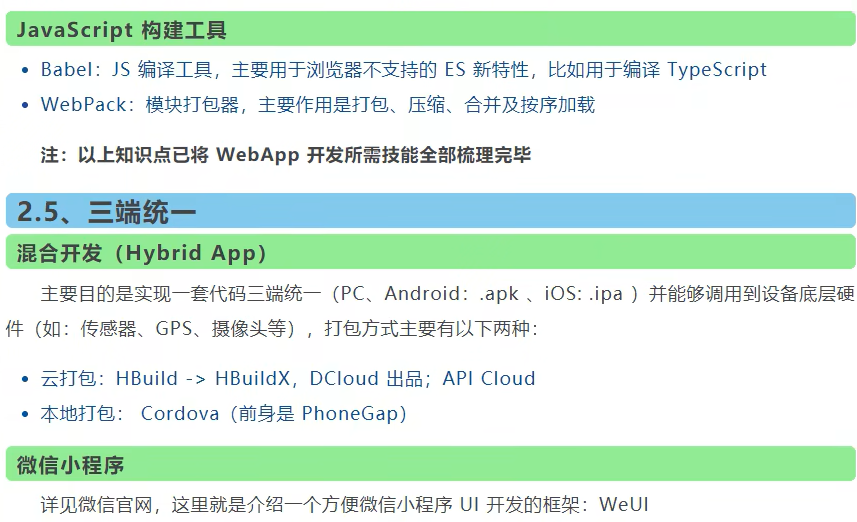 JavaScript 构建工具
• Babel：JS 编译工具，主要用于浏览器不支持的 ES 新特性，比如用于编译 TypeScript
• WebPack：模块打包器，主要作用是打包、压缩、合并及按序加载
注：以上知识点已将 WebApp 开发所需技能全部梳理完毕
2.5、三端统一
混合开发（Hybrid App）
主要目的是实现一套代码三端统一（PC、Android：.apk 、iOS: .ipa ）并能够调用到设备底层硬
件（如：传感器、GPS、摄像头等），打包方式主要有以下两种：
• 云打包：HBuild -> HBuildX，DCloud 出品；API Cloud
• 本地打包： Cordova（前身是 PhoneGap）
微信小程序
详见微信官网，这里就是介绍一个方便微信小程序 UI 开发的框架：WeUI